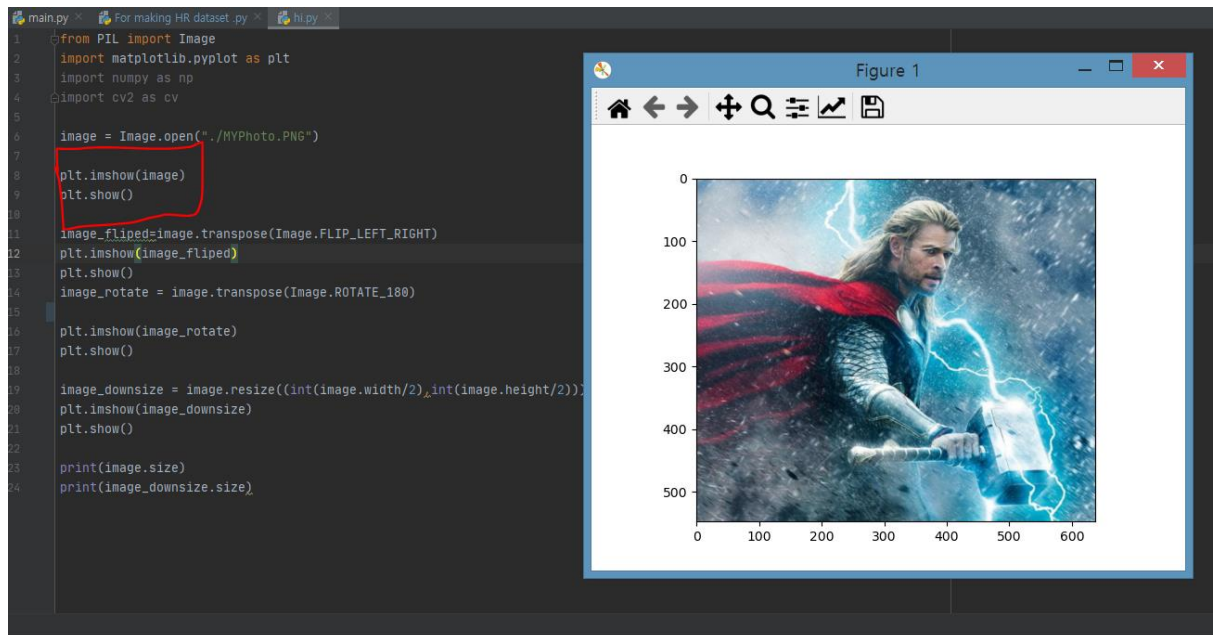 main.py For making HR dataset .py hi.py
1 from PIL import Image
2 import matplotlib.pyplot as plt
3 import numpy as np
4 import cv2 as cv
5
6 image = Image.open("./MYPhoto.PNG")
7
8 plt.imshow(image)
9 plt.show()
10
11 image_fliped=image.transpose(Image.FLIP_LEFT_RIGHT)
12 plt.imshow(image_fliped)
13 plt.show()
14 image_rotate = image.transpose(Image.ROTATE_180)
15
16 plt.imshow(image_rotate)
17 plt.show()
18
19 image_downsize = image.resize((int(image.width/2),int(image.height/2)))
20 plt.imshow(image_downsize)
21 plt.show()
22
23 print(image.size)
24 print(image_downsize.size)
Figure 1
0
100
200
300
400
500
0 100 200 300 400 500 600